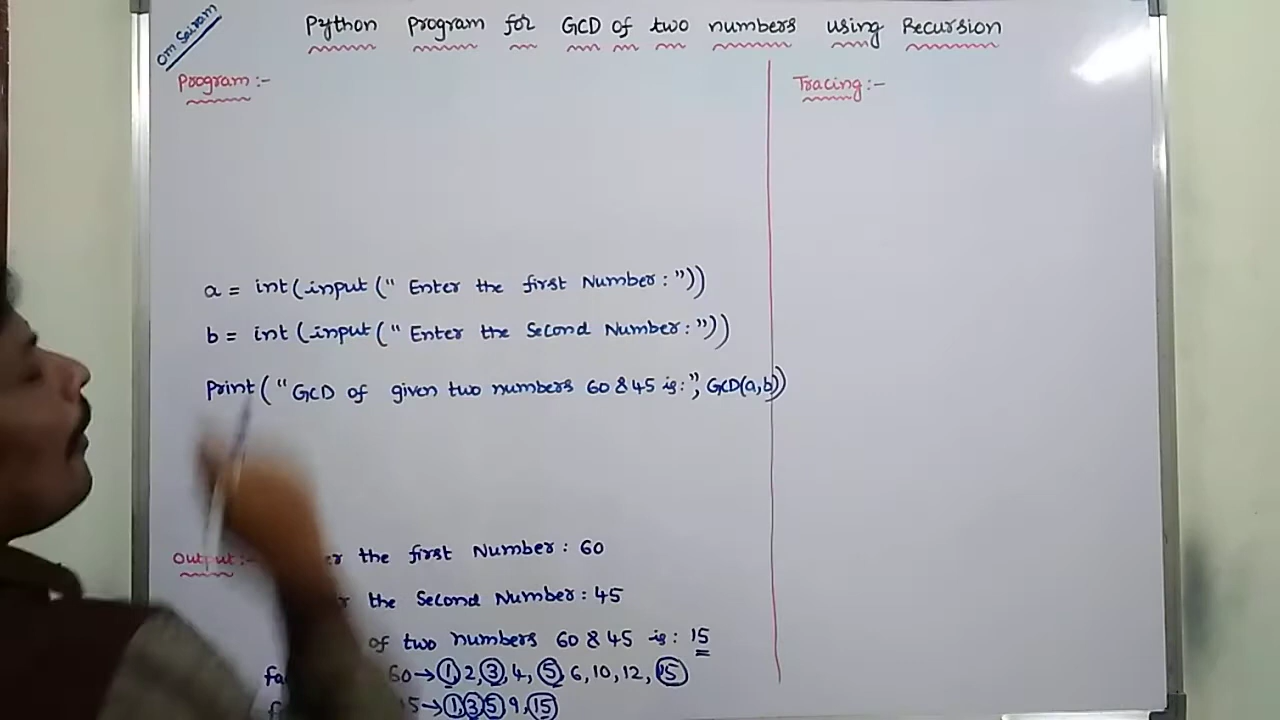 Om Sairam
Python program for GCD of two numbers using Recursion
Program:-
a = int(input("Enter the first Number:"))
b = int(input("Enter the Second Number:"))
Print("GCD of given two numbers 60 & 45 is:", GCD(a,b))
Output:- the first Number: 60
the Second Number: 45
of two numbers 60 & 45 is: 15
60→1 2, 3, 4, 5, 6, 10, 12, 15
→1, 3 5 9, 15
Tracing:-